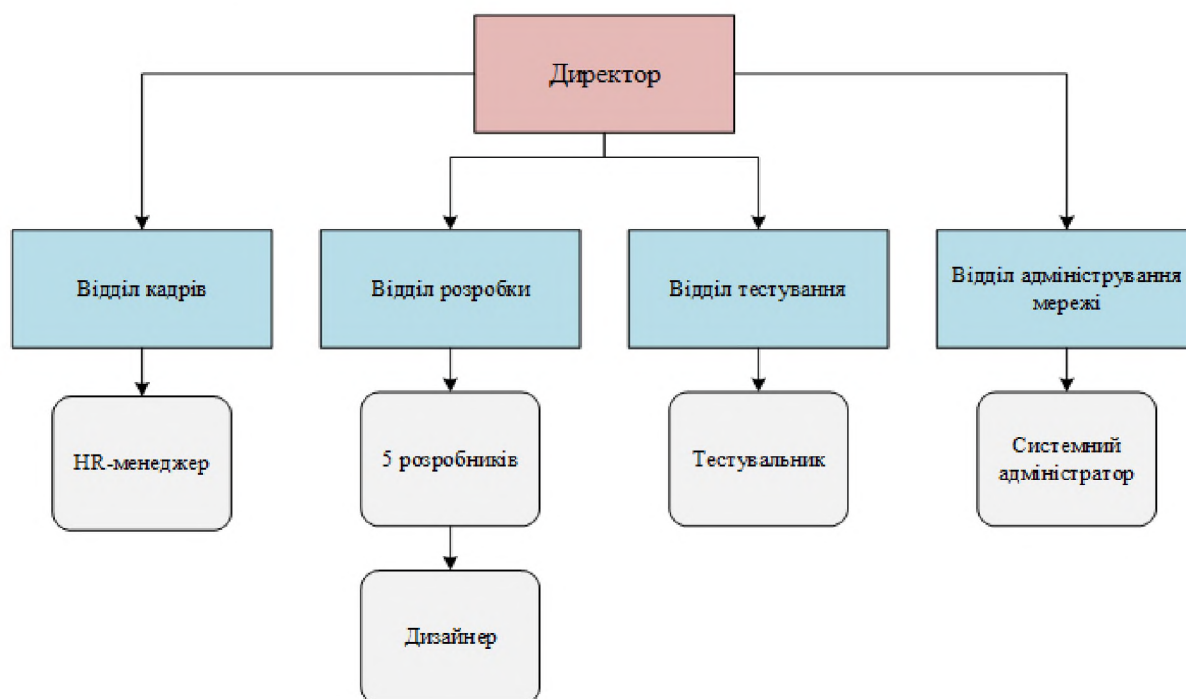 Директор
Відділ кадрів
Відділ розробки
Відділ тестування
Відділ адміністрування
мережі
HR-менеджер
5 розробників
Тестувальник
Системний
адміністратор
Дизайнер